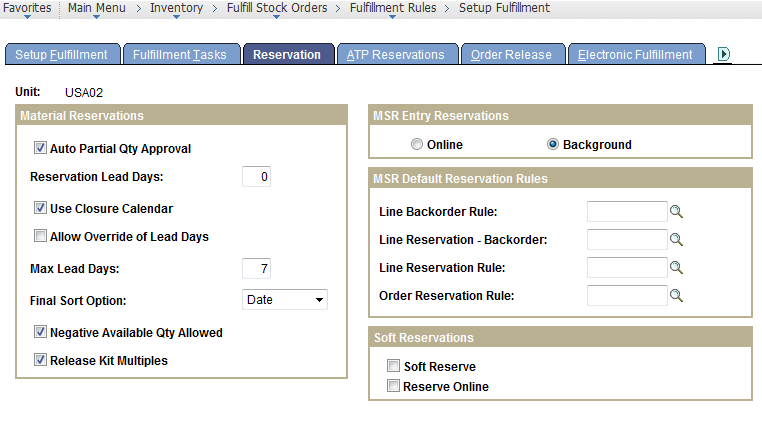 Favorites Main Menu > Inventory > Fulfill Stock Orders > Fulfillment Rules > Setup Fulfillment
Setup Fulfillment Fulfillment Tasks Reservation ATP Reservations Order Release Electronic Fulfillment
Unit: USA02
Material Reservations
Auto Partial Qty Approval
Reservation Lead Days: 0
Use Closure Calendar
Allow Override of Lead Days
Max Lead Days: 7
Final Sort Option: Date
Negative Available Qty Allowed
Release Kit Multiples
MSR Entry Reservations
Online Background
MSR Default Reservation Rules
Line Backorder Rule:
Line Reservation - Backorder:
Line Reservation Rule:
Order Reservation Rule:
Soft Reservations
Soft Reserve
Reserve Online